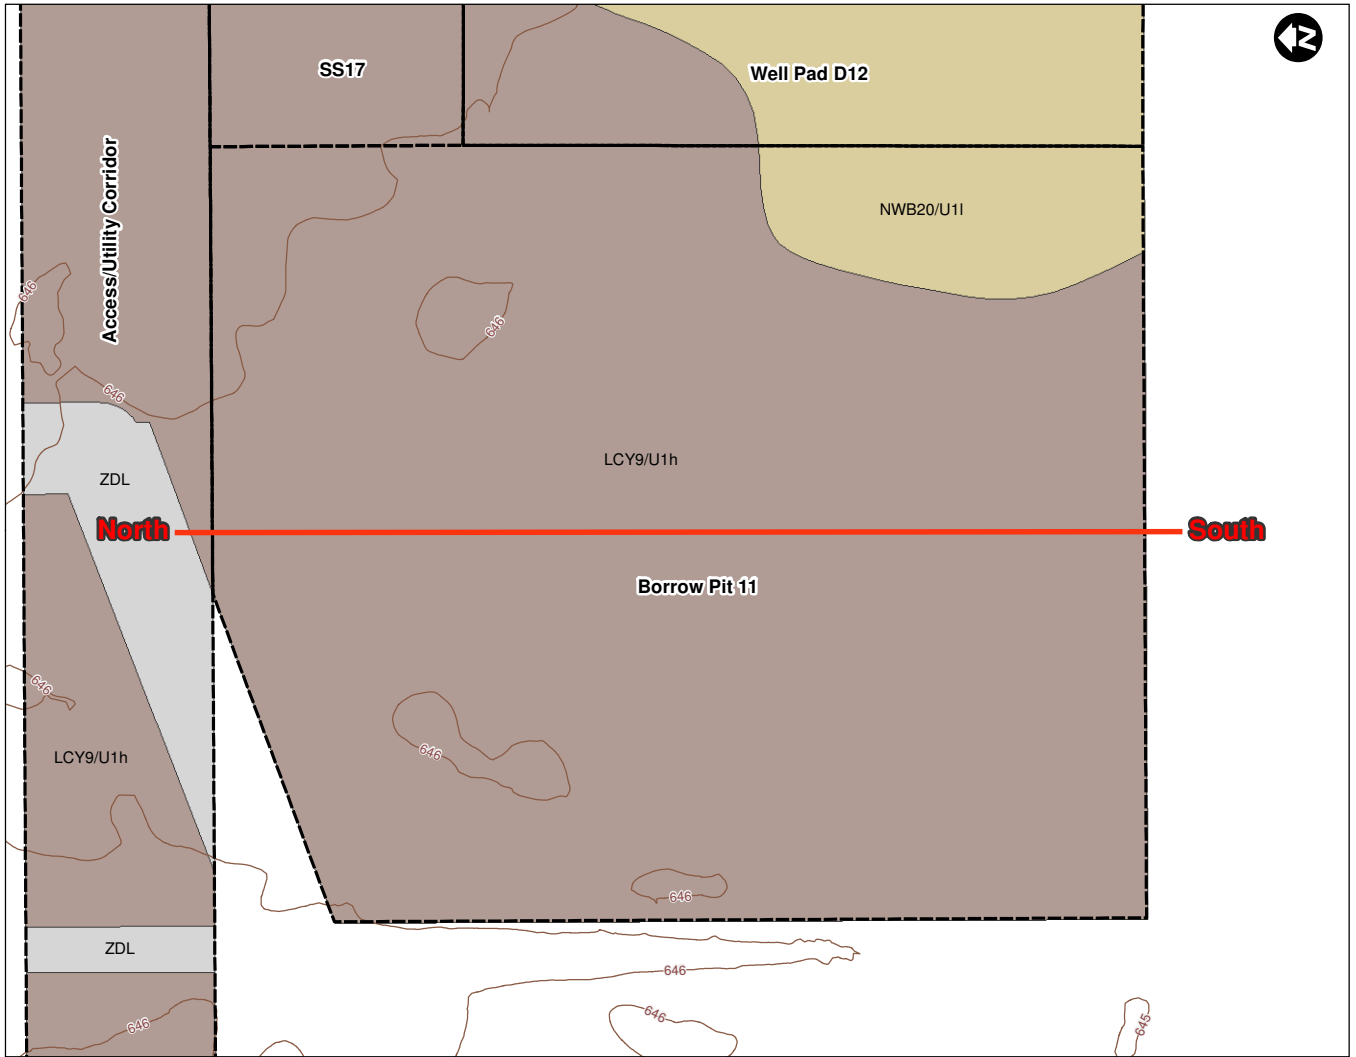 N
SS17
Well Pad D12
Access/Utility Corridor
NWB20/U1l
646
646
646
LCY9/U1h
ZDL
North
South
Borrow Pit 11
646
646
LCY9/U1h
646
ZDL
646
646
646
645